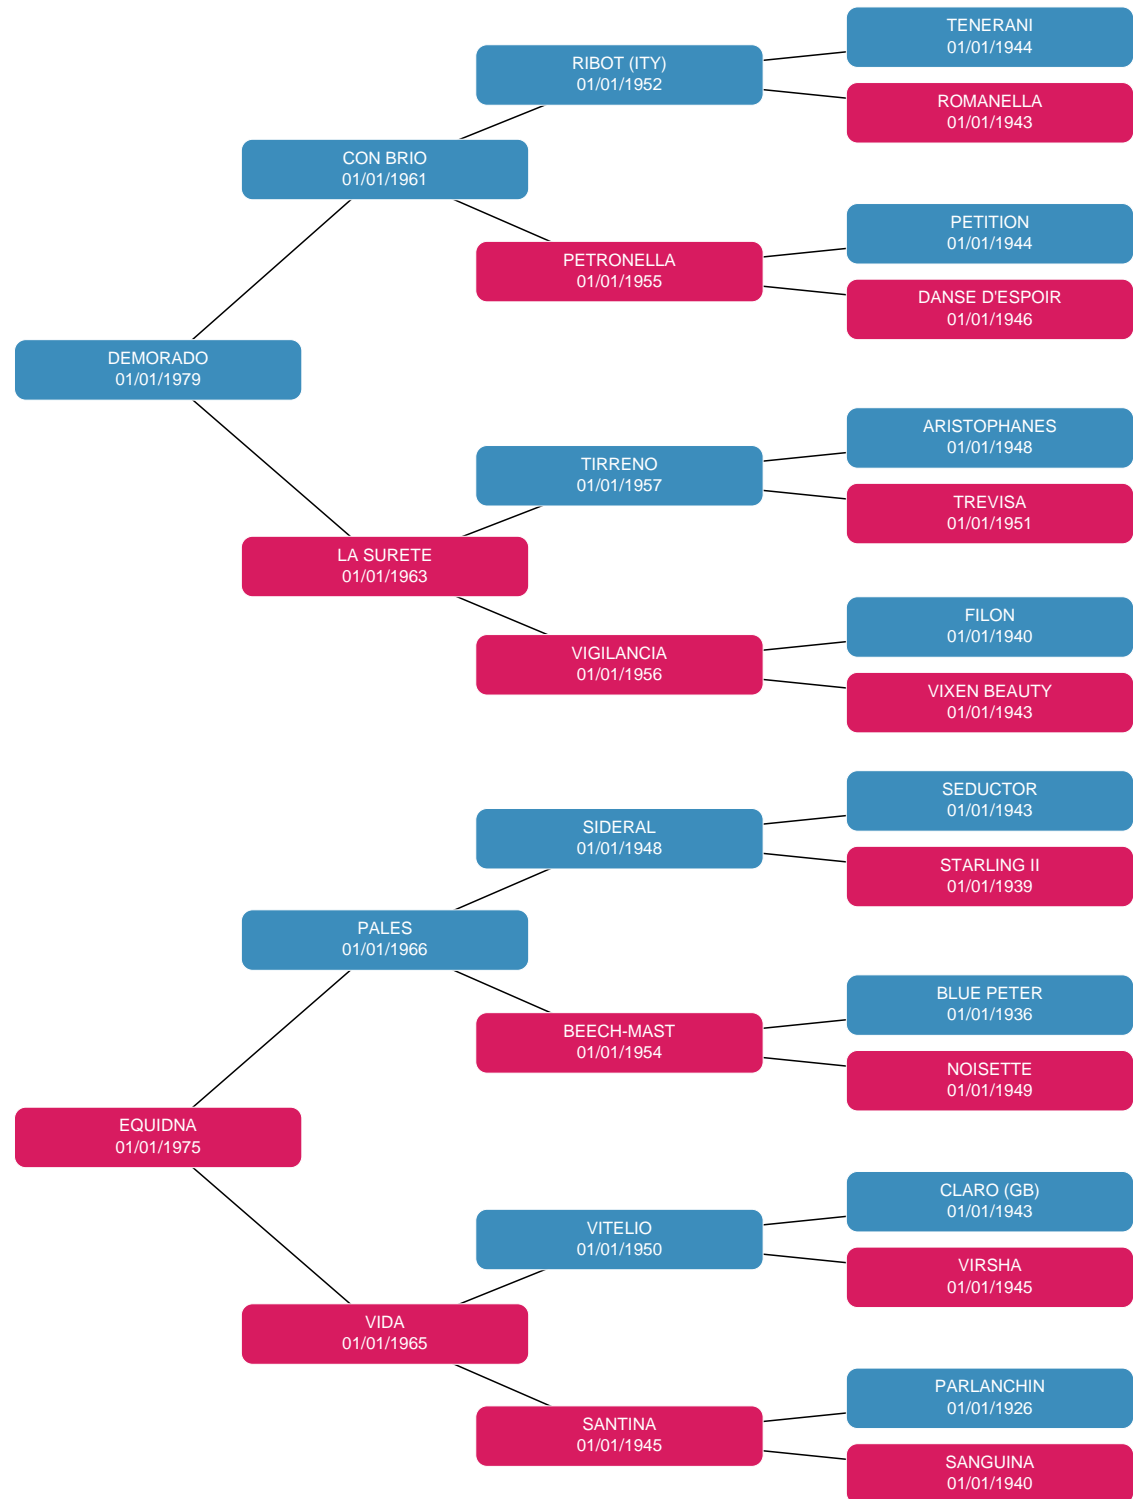 TENERANI
01/01/1944
RIBOT (ITY)
01/01/1952
ROMANELLA
01/01/1943
CON BRIO
01/01/1961
PETITION
01/01/1944
PETRONELLA
01/01/1955
DANSE D'ESPOIR
01/01/1946
DEMORADO
01/01/1979
ARISTOPHANES
01/01/1948
TIRRENO
01/01/1957
TREVISA
01/01/1951
LA SURETE
01/01/1963
FILON
01/01/1940
VIGILANCIA
01/01/1956
VIXEN BEAUTY
01/01/1943
SEDUCTOR
01/01/1943
SIDERAL
01/01/1948
STARLING II
01/01/1939
PALES
01/01/1966
BLUE PETER
01/01/1936
BEECH-MAST
01/01/1954
NOISETTE
01/01/1949
EQUIDNA
01/01/1975
CLARO (GB)
01/01/1943
VITELIO
01/01/1950
VIRSHA
01/01/1945
VIDA
01/01/1965
PARLANCHIN
01/01/1926
SANTINA
01/01/1945
SANGUINA
01/01/1940